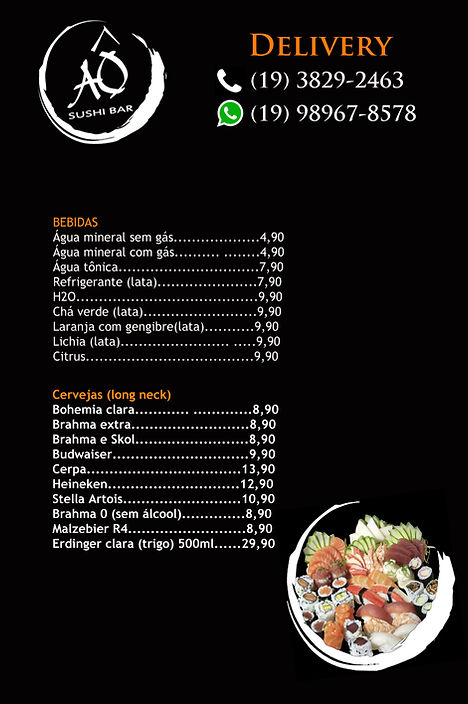 AÔ
SUSHI BAR
DELIVERY
(19) 3829-2463
(19) 98967-8578
BEBIDAS
Água mineral sem gás...................4,90
Água mineral com gás.......... ........4,90
Água tônica...............................7,90
Refrigerante (lata)......................7,90
H2O........................................9,90
Chá verde (lata).........................9,90
Laranja com gengibre(lata)...........9,90
Lichia (lata)........................ .....9,90
Citrus.....................................9,90
Cervejas (long neck)
Bohemia clara............ .............8,90
Brahma extra..........................8,90
Brahma e Skol.........................8,90
Budwaiser..............................9,90
Cerpa..................................13,90
Heineken.............................12,90
Stella Artois..........................10,90
Brahma 0 (sem álcool)..............8,90
Malzebier R4..........................8,90
Erdinger clara (trigo) 500ml......29,90